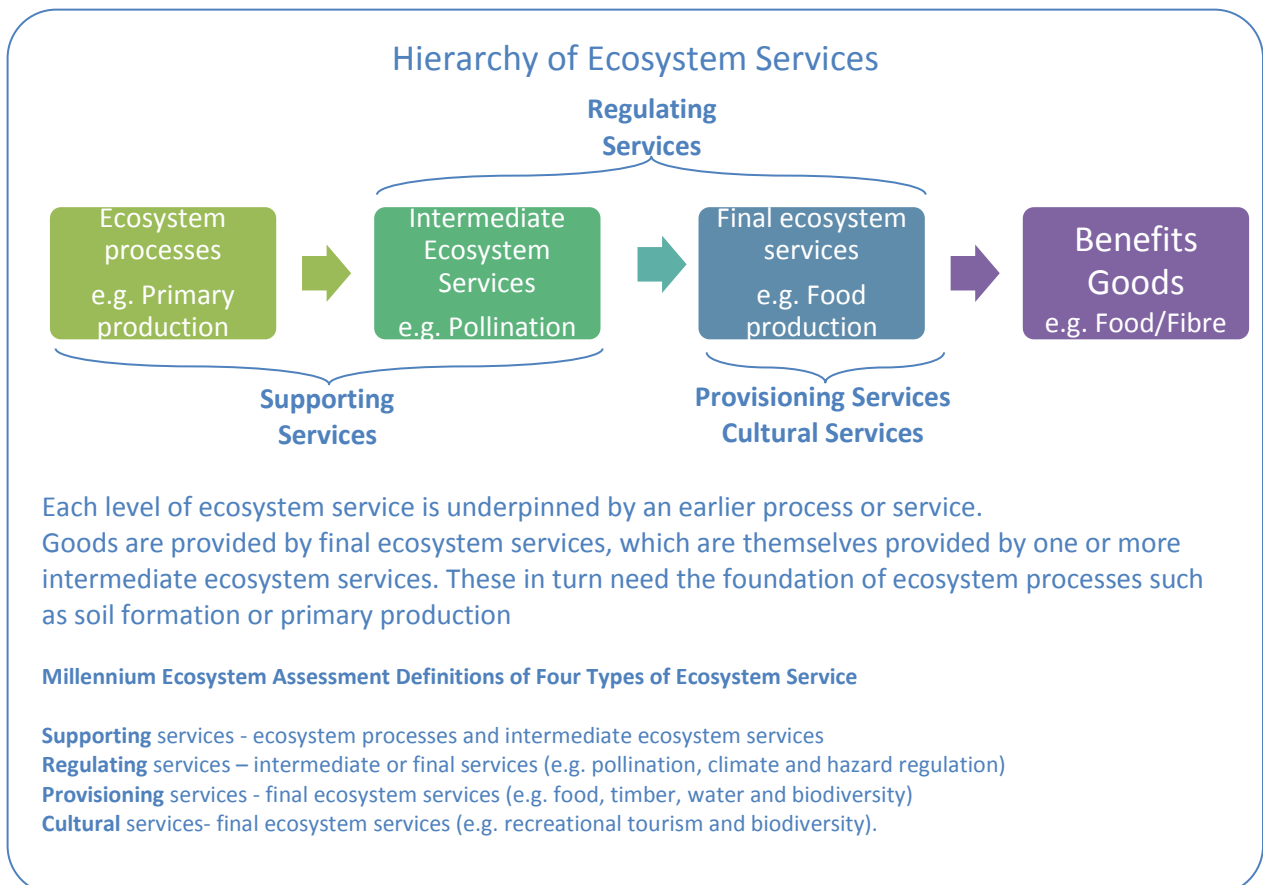 Hierarchy of Ecosystem Services
Regulating
Services
Ecosystem
processes
e.g. Primary
production
Intermediate
Ecosystem
Services
e.g. Pollination
Final ecosystem
services
e.g. Food
production
Benefits
Goods
e.g. Food/Fibre
Supporting
Services
Provisioning Services
Cultural Services
Each level of ecosystem service is underpinned by an earlier process or service.
Goods are provided by final ecosystem services, which are themselves provided by one or more
intermediate ecosystem services. These in turn need the foundation of ecosystem processes such
as soil formation or primary production
Millennium Ecosystem Assessment Definitions of Four Types of Ecosystem Service
Supporting services - ecosystem processes and intermediate ecosystem services
Regulating services – intermediate or final services (e.g. pollination, climate and hazard regulation)
Provisioning services - final ecosystem services (e.g. food, timber, water and biodiversity)
Cultural services- final ecosystem services (e.g. recreational tourism and biodiversity).